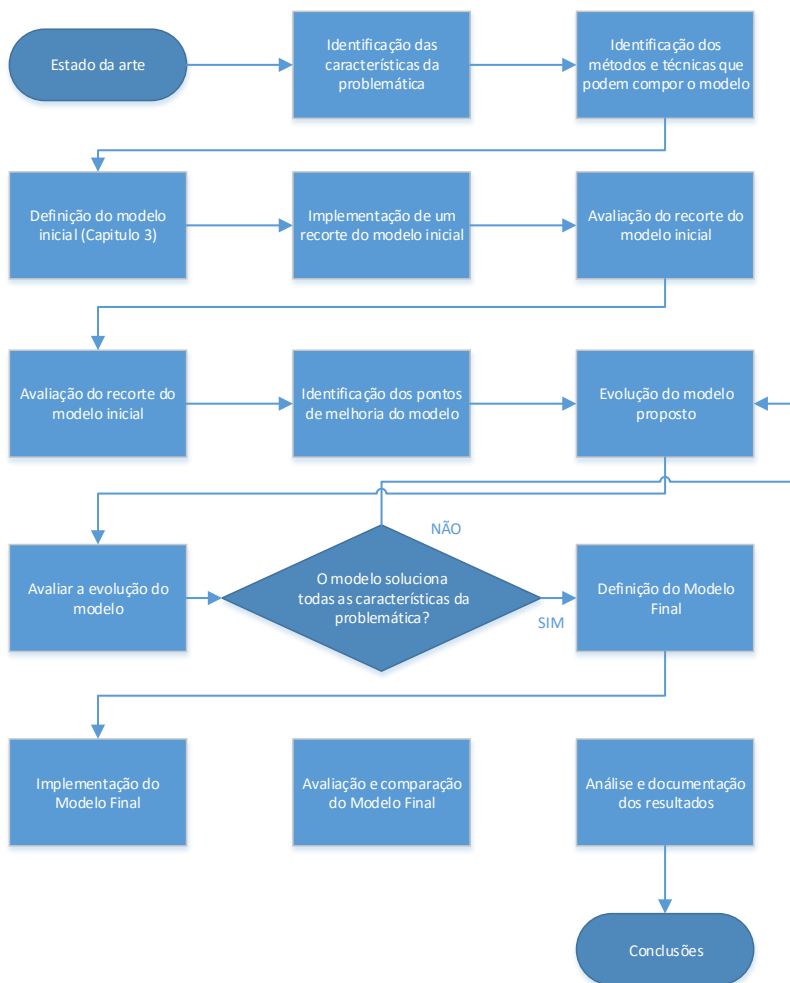 Estado da arte
Identificação das
características da
problemática
Identificação dos
métodos e técnicas que
podem compor o modelo
Definição do modelo
inicial (Capitulo 3)
Implementação de um
recorte do modelo inicial
Avaliação do recorte do
modelo inicial
Avaliação do recorte do
modelo inicial
Identificação dos pontos
de melhoria do modelo
Evolução do modelo
proposto
Avaliar a evolução do
modelo
NÃO
O modelo soluciona
todas as características da
problemática?
SIM
Definição do Modelo
Final
Implementação do
Modelo Final
Avaliação e comparação
do Modelo Final
Análise e documentação
dos resultados
Conclusões